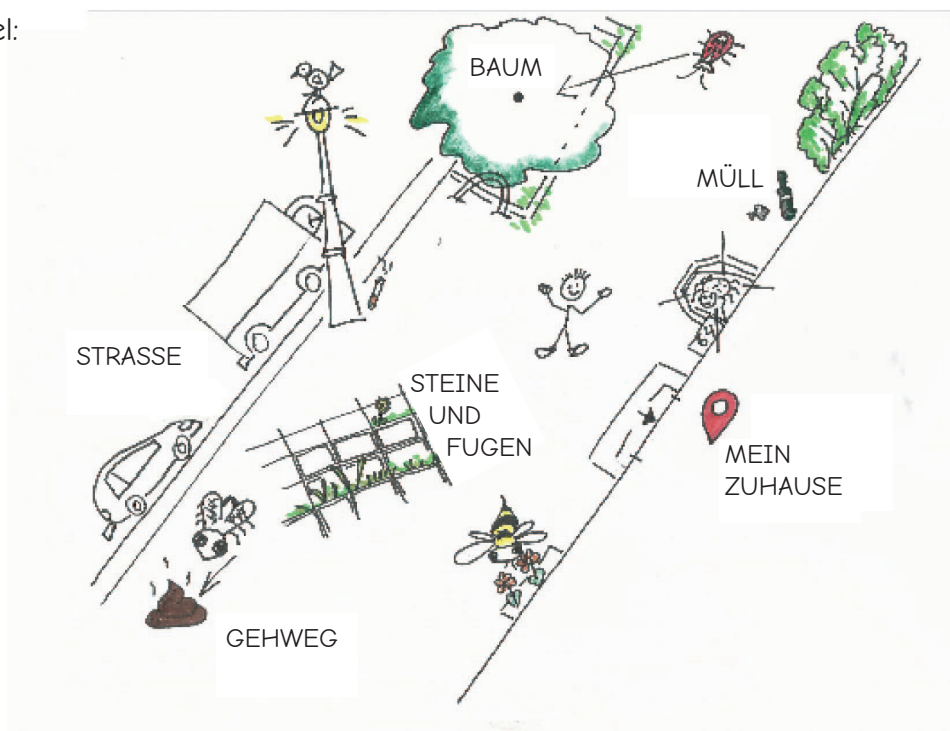 el:
BAUM
MÜLL
STRASSE
STEINE
UND
FUGEN
MEIN
ZUHAUSE
GEHWEG